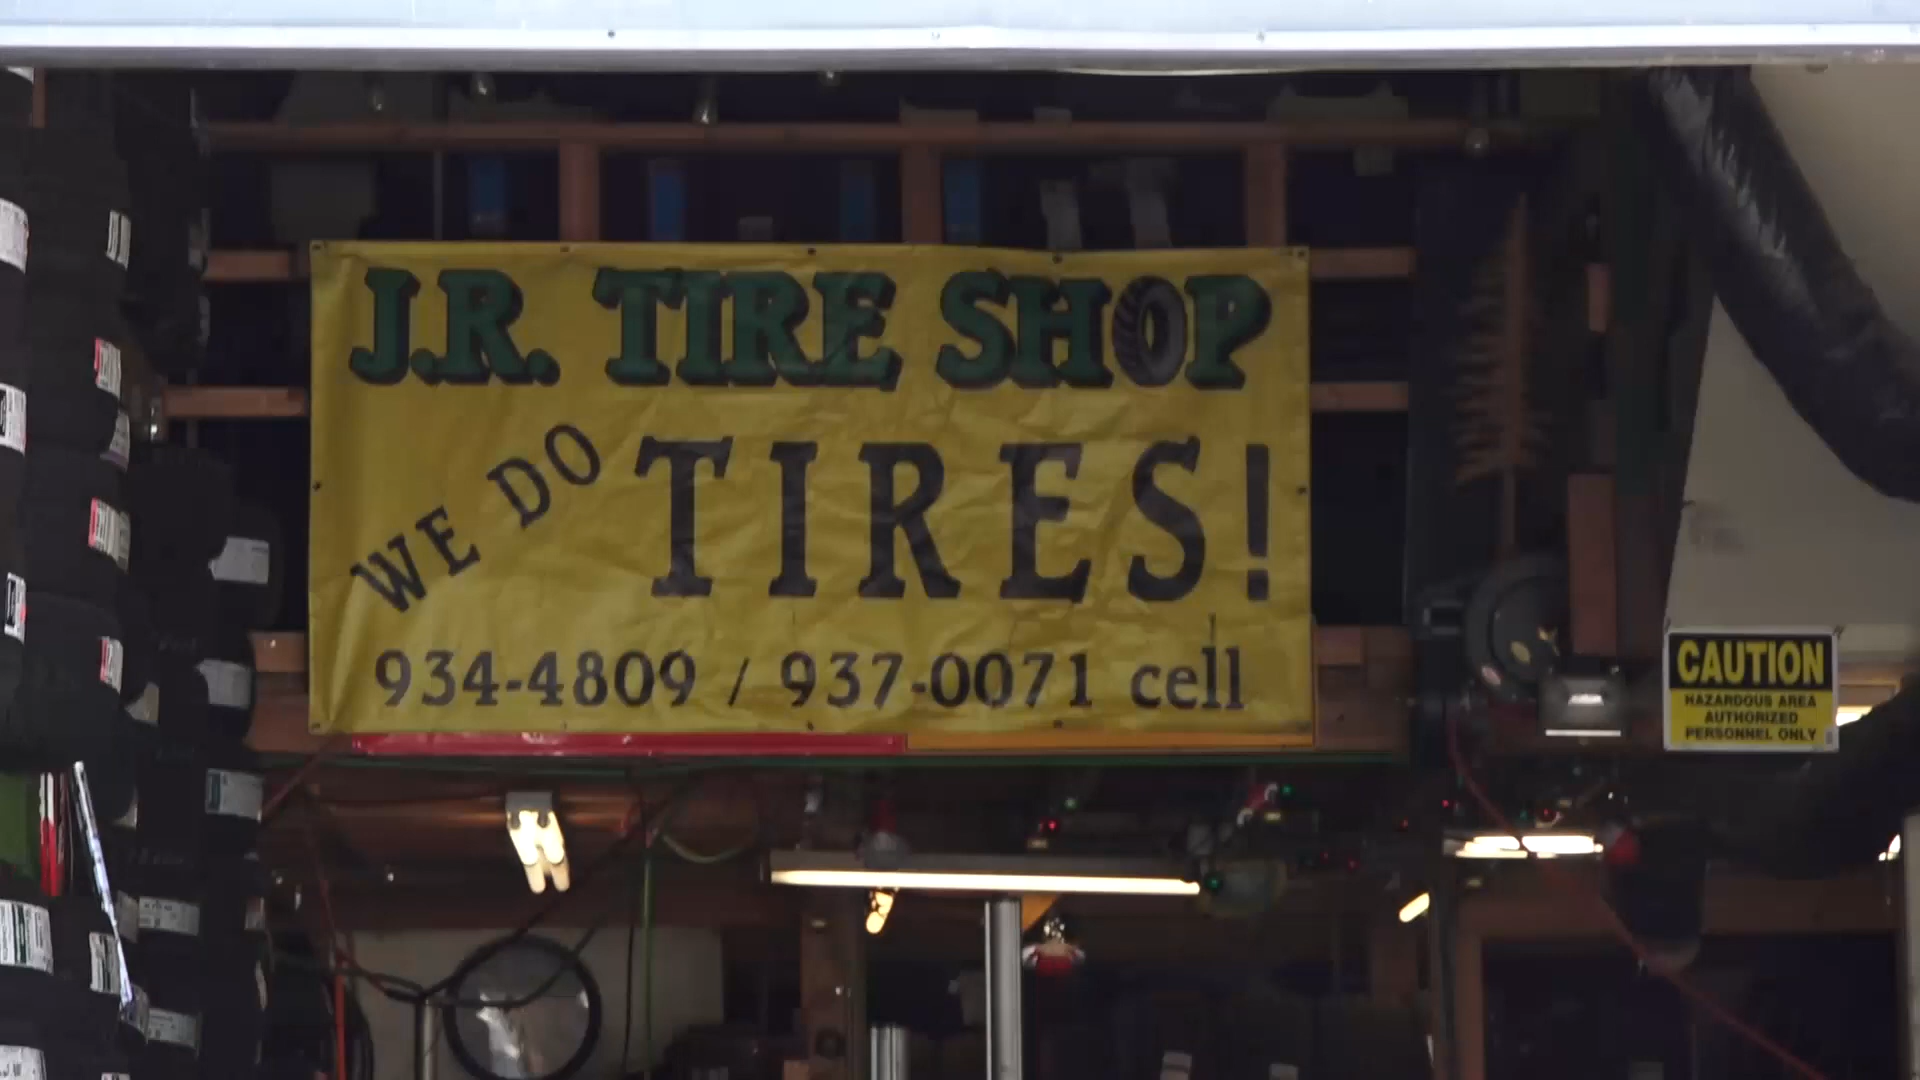 J.R. TIRE SHOP
WE DO TIRES!
934-4809 / 937-0071 cell
CAUTION
HAZARDOUS AREA
AUTHORIZED
PERSONNEL ONLY